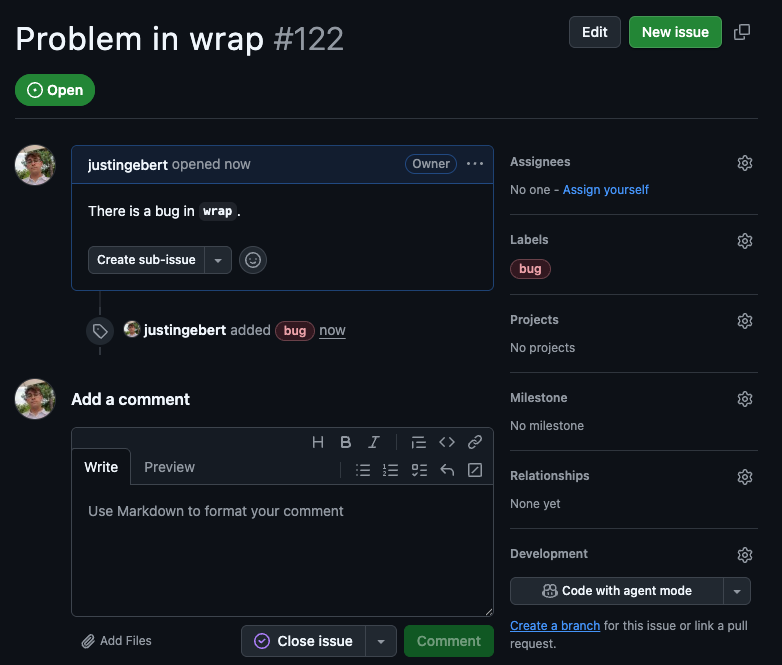 Problem in wrap #122
Edit
New issue
Open
justingebert opened now
Owner
There is a bug in wrap.
Create sub-issue
justingebert added bug now
Add a comment
Write
Preview
Use Markdown to format your comment
Add Files
Close issue
Comment
Assignees
No one - Assign yourself
Labels
bug
Projects
No projects
Milestone
No milestone
Relationships
None yet
Development
Code with agent mode
Create a branch for this issue or link a pull
request.